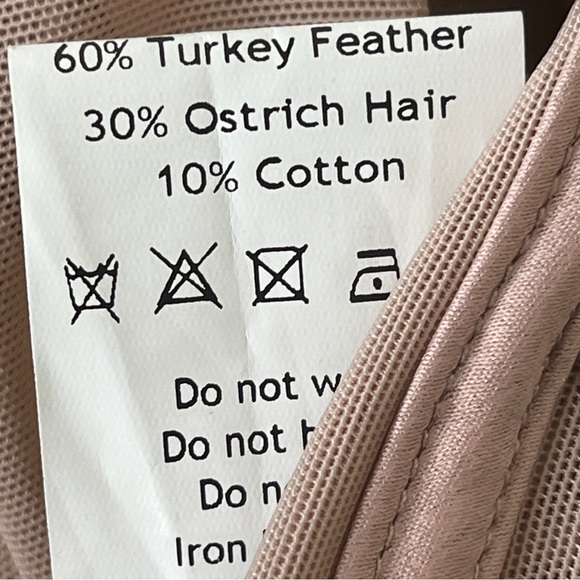 60% Turkey Feather
30% Ostrich Hair
10% Cotton
Do not
Do not
Do
Iron